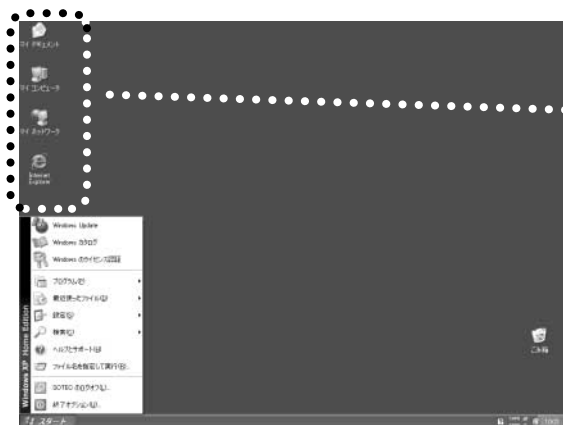 マイ ドキュメント
マイ コンピュータ
マイ ネットワーク
Internet
Explorer
Windows Update
Windows カタログ
Windows のライセンス認証
プログラム(P)
最近使ったファイル(D)
設定(S)
検索(C)
ヘルプとサポート(H)
ファイル名を指定して実行(R)...
SOTEC のログオフ(L)...
終了オプション(U)...
Windows XP Home Edition
ごみ箱
スタート